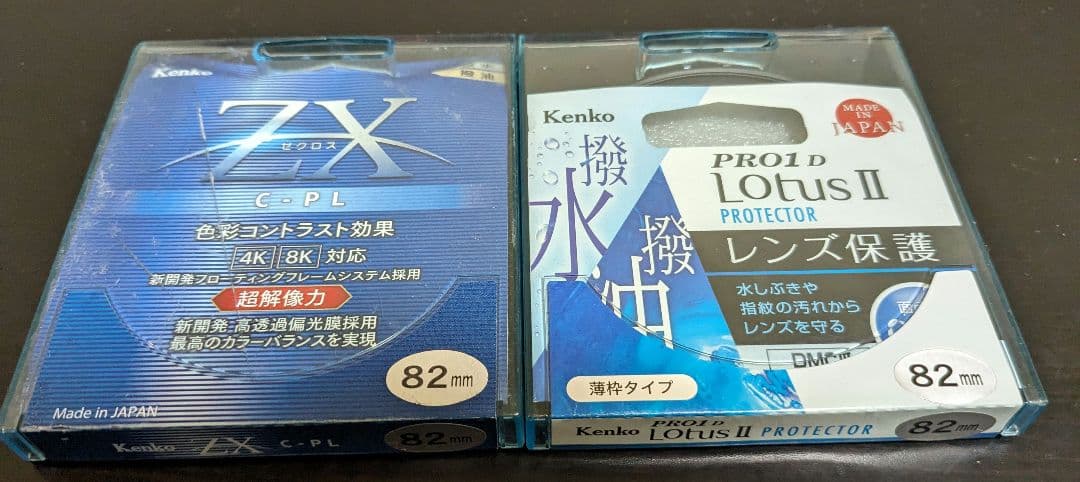 Kenko
撥油
ZX
ゼクロス
C-PL
色彩コントラスト効果
4K 8K 対応
新開発フローティングフレームシステム採用
超解像力
新開発 高透過偏光膜採用
最高のカラーバランスを実現
82mm
Made in JAPAN
Kenko ZX C-PL 82mm
Kenko
MADE IN JAPAN
撥水
撥油
PRO1D
Lotus II
PROTECTOR
レンズ保護
水しぶきや
指紋の汚れから
レンズを守る
薄枠タイプ
82mm
Kenko PRO1D Lotus II PROTECTOR 82mm